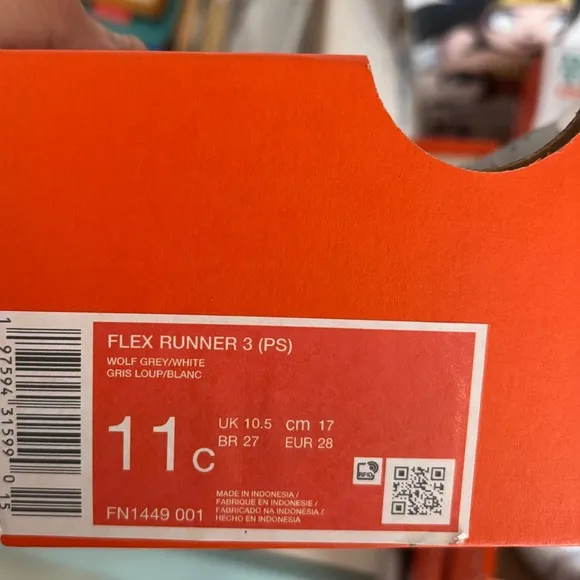 FLEX RUNNER 3 (PS)
WOLF GREY/WHITE
GRIS LOUP/BLANC
11C
UK 10.5 cm 17
BR 27 EUR 28
FN1449 001
MADE IN INDONESIA /
FABRIQUE EN INDONESIE /
FABRICADO NA INDONÉSIA /
HECHO EN INDONESIA
RFID
1 97594 31599 0 15